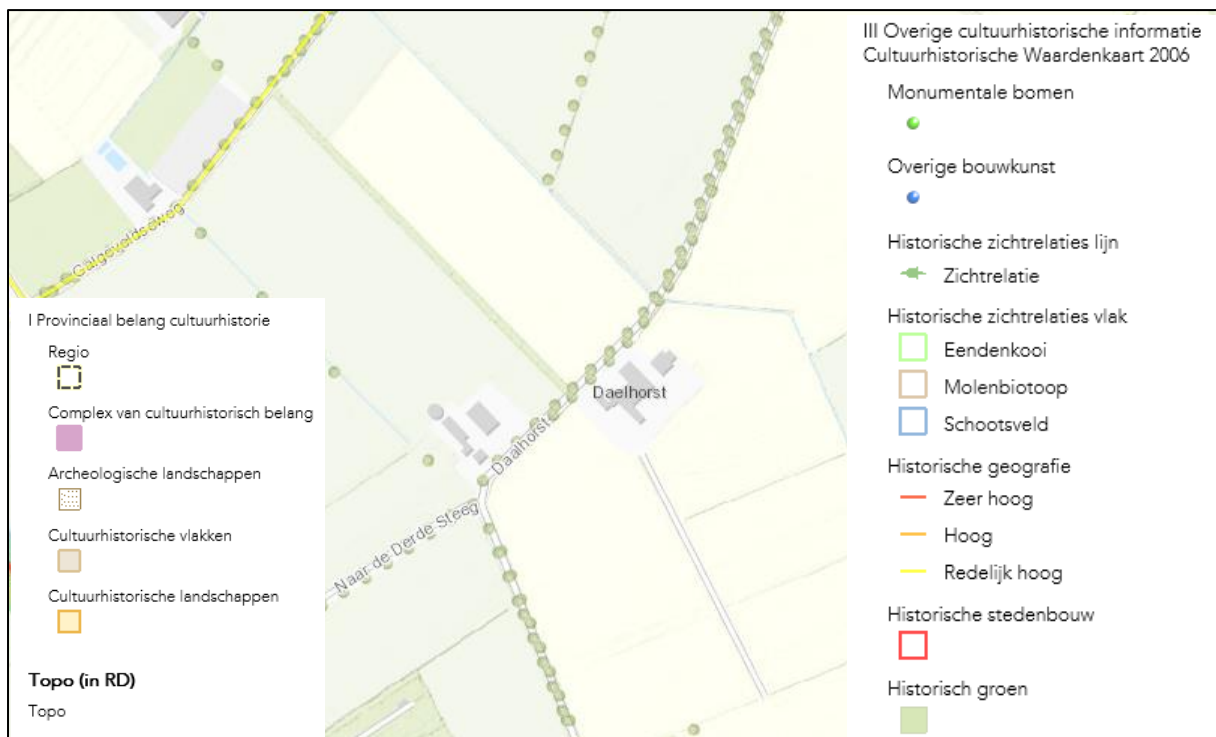 Galgeveldseweg
Daelhorst
Daalhorst
Naar de Derde Steeg
I Provinciaal belang cultuurhistorie
Regio
Complex van cultuurhistorisch belang
Archeologische landschappen
Cultuurhistorische vlakken
Cultuurhistorische landschappen
Topo (in RD)
Topo
III Overige cultuurhistorische informatie
Cultuurhistorische Waardenkaart 2006
Monumentale bomen
Overige bouwkunst
Historische zichtrelaties lijn
Zichtrelatie
Historische zichtrelaties vlak
Eendenkooi
Molenbiotoop
Schootsveld
Historische geografie
Zeer hoog
Hoog
Redelijk hoog
Historische stedenbouw
Historisch groen